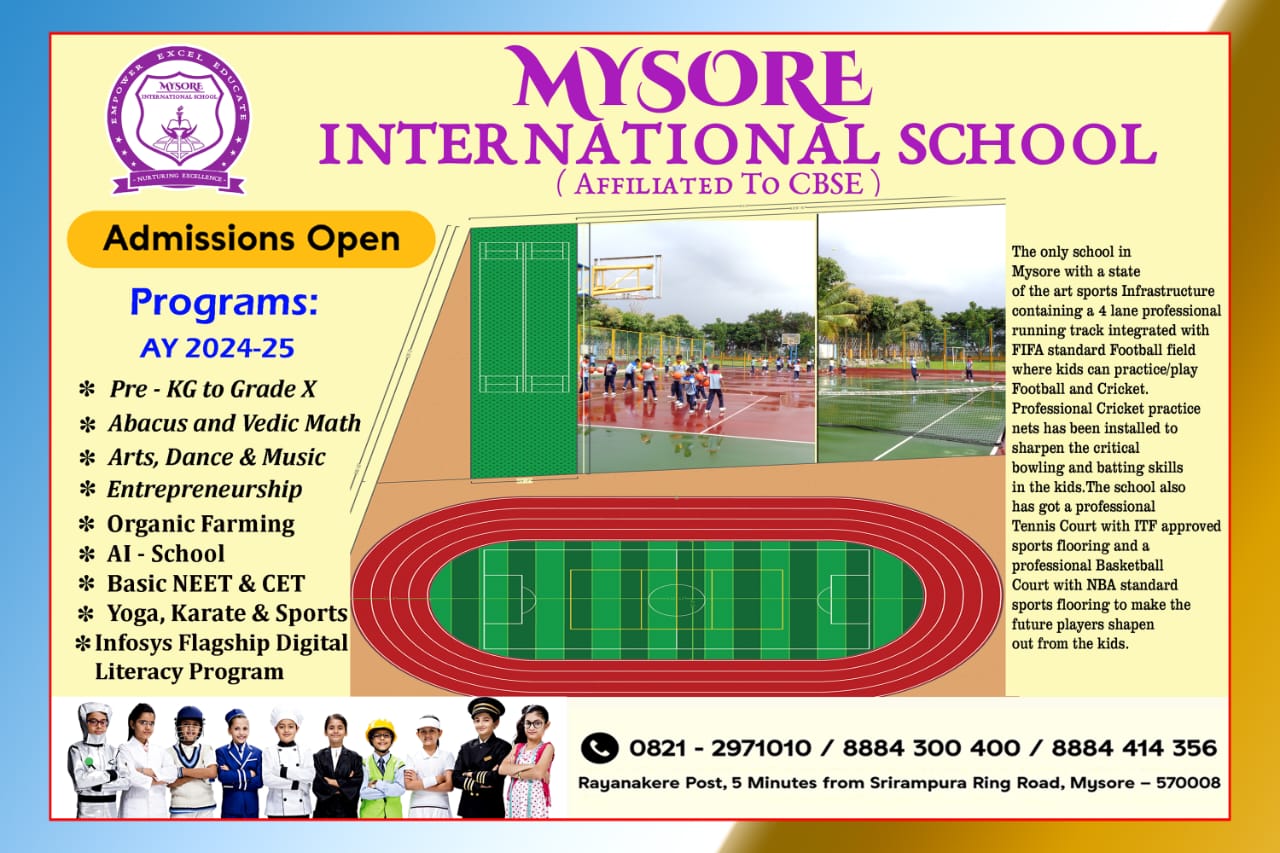 EMPOWER EXCEL EDUCATE
MYSORE
INTERNATIONAL SCHOOL
- NURTURING EXCELLENCE -
MYSORE
INTERNATIONAL SCHOOL
( AFFILIATED TO CBSE )
Admissions Open
Programs:
AY 2024-25
✻ Pre - KG to Grade X
✻ Abacus and Vedic Math
✻ Arts, Dance & Music
✻ Entrepreneurship
✻ Organic Farming
✻ AI - School
✻ Basic NEET & CET
✻ Yoga, Karate & Sports
✻ Infosys Flagship Digital
Literacy Program
The only school in
Mysore with a state
of the art sports Infrastructure
containing a 4 lane professional
running track integrated with
FIFA standard Football field
where kids can practice/play
Football and Cricket.
Professional Cricket practice
nets has been installed to
sharpen the critical
bowling and batting skills
in the kids.The school also
has got a professional
Tennis Court with ITF approved
sports flooring and a
professional Basketball
Court with NBA standard
sports flooring to make the
future players shapen
out from the kids.
0821 - 2971010 / 8884 300 400 / 8884 414 356
Rayanakere Post, 5 Minutes from Srirampura Ring Road, Mysore – 570008